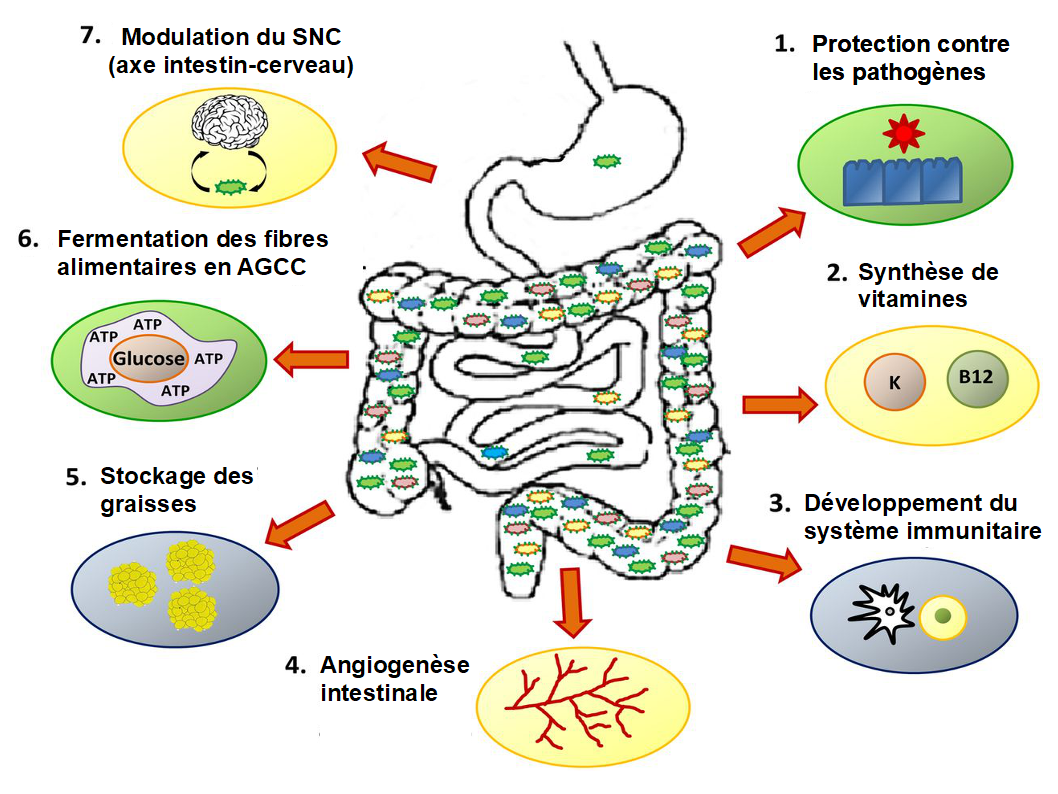 7. Modulation du SNC
(axe intestin-cerveau)
1. Protection contre
les pathogènes
6. Fermentation des fibres
alimentaires en AGCC
ATP
ATP
Glucose
ATP
ATP
ATP
2. Synthèse de
vitamines
K
B12
5. Stockage des
graisses
3. Développement du
système immunitaire
4. Angiogenèse
intestinale